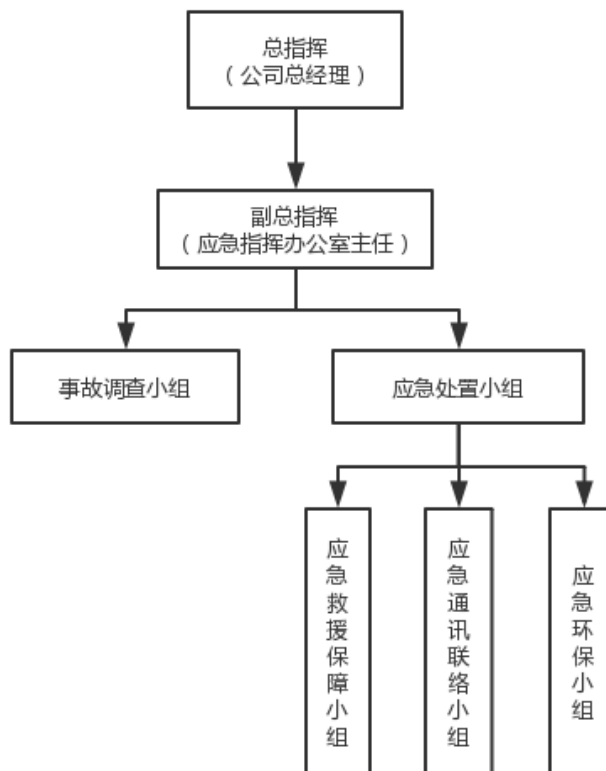 总指挥
（公司总经理）
副总指挥
（应急指挥办公室主任）
事故调查小组
应急处置小组
应急救援保障小组
应急通讯联络小组
应急环保小组